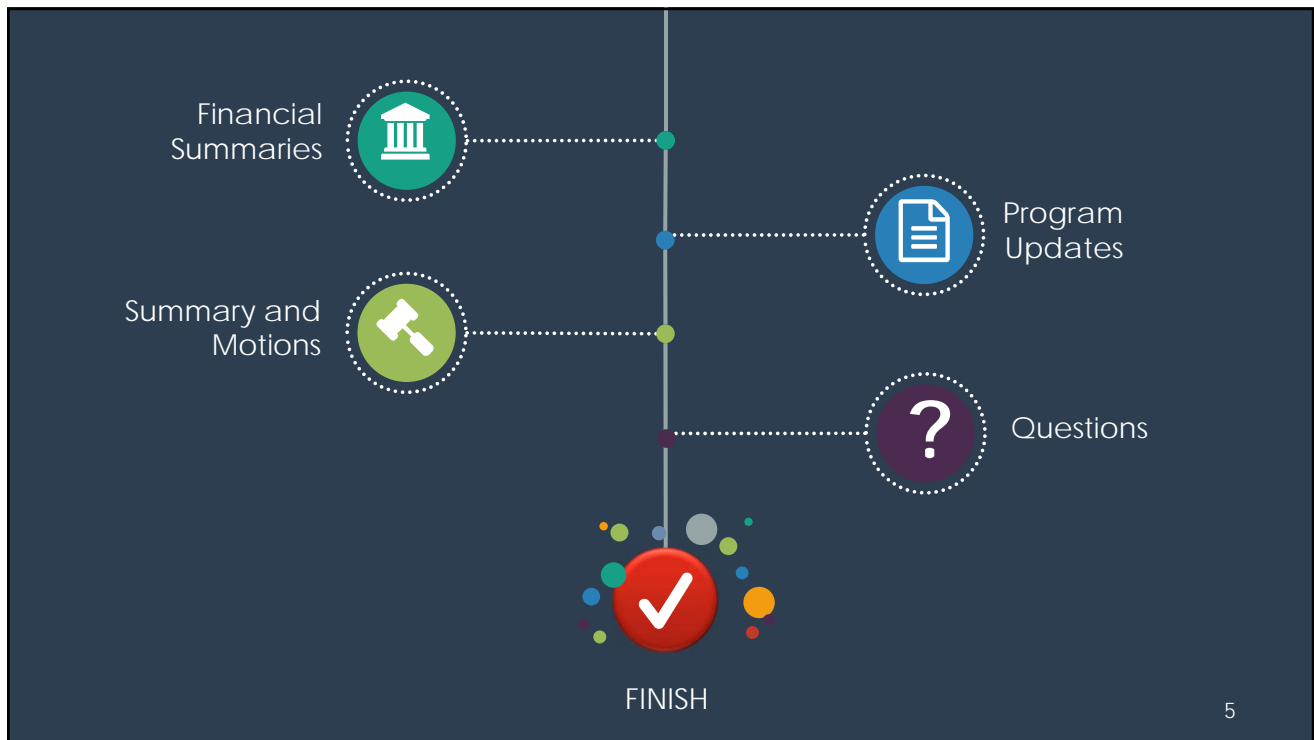 Financial
Summaries
Program
Updates
Summary and
Motions
?
Questions
FINISH
5